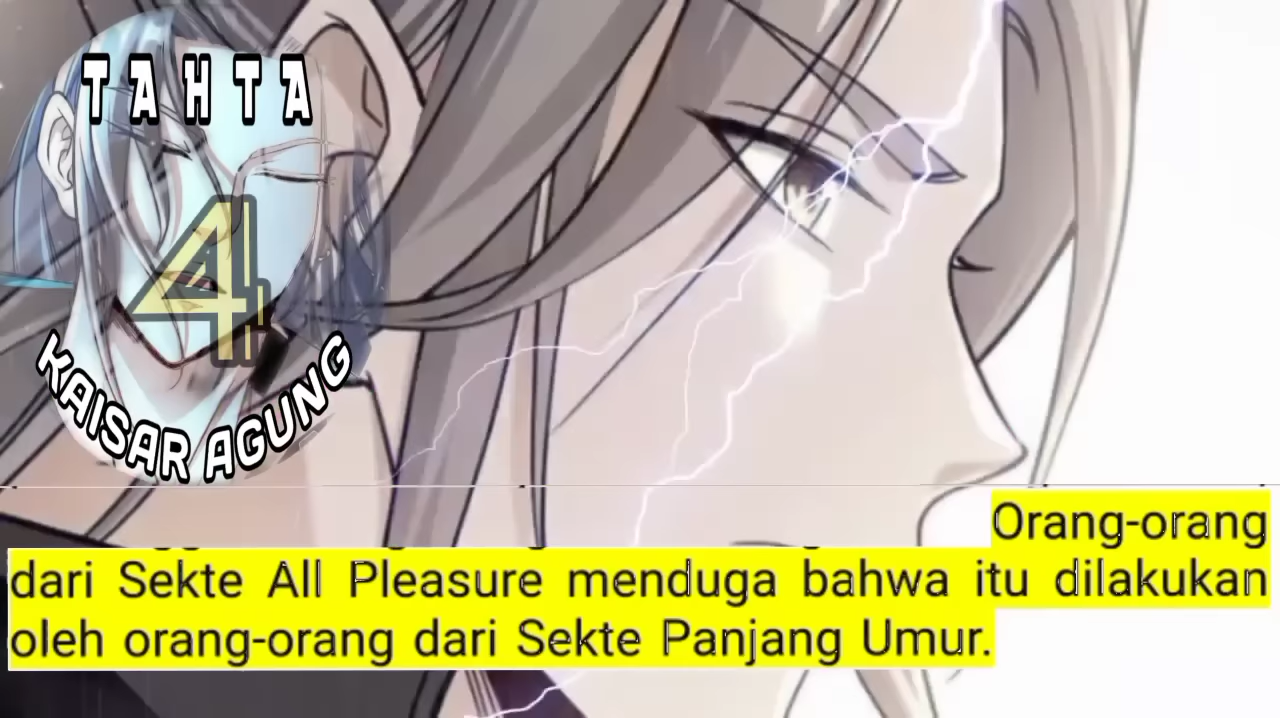 TAHTA
4
KAISAR AGUNG
Orang-orang
dari Sekte All Pleasure menduga bahwa itu dilakukan
oleh orang-orang dari Sekte Panjang Umur.